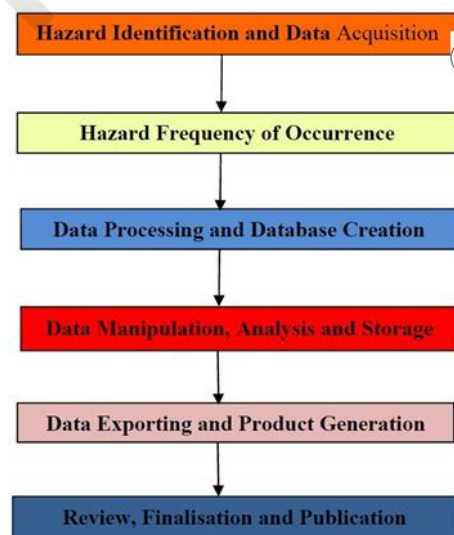 Hazard Identification and Data Acquisition
Hazard Frequency of Occurrence
Data Processing and Database Creation
Data Manipulation, Analysis and Storage
Data Exporting and Product Generation
Review, Finalisation and Publication